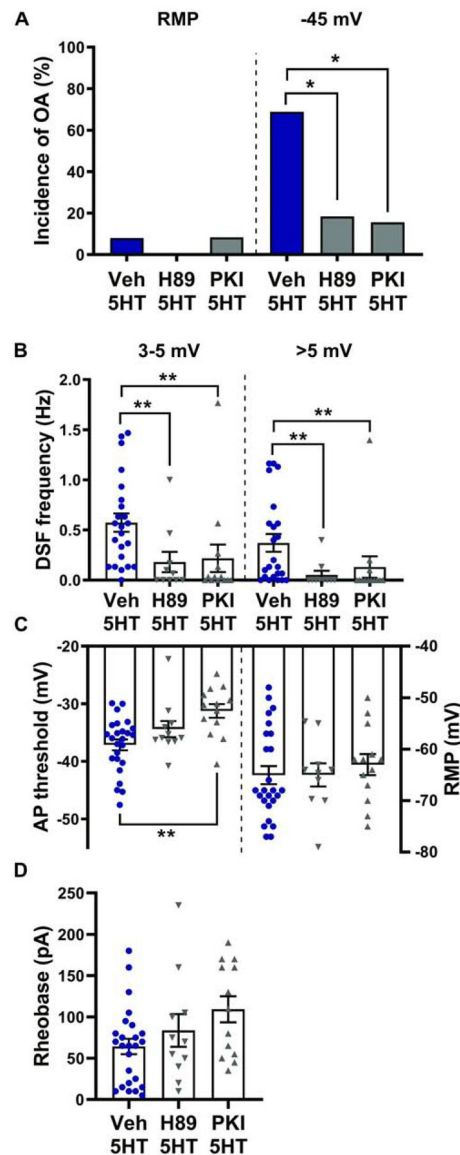 A
RMP
-45 mV
Incidence of OA (%)
100
80
60
40
20
0
*
*
Veh H89 PKI Veh H89 PKI
5HT 5HT 5HT 5HT 5HT 5HT
B
3-5 mV
>5 mV
DSF frequency (Hz)
2.0
1.5
1.0
0.5
0.0
**
**
**
**
Veh H89 PKI Veh H89 PKI
5HT 5HT 5HT 5HT 5HT 5HT
C
AP threshold (mV)
-20
-30
-40
-50
**
-40
-50
-60
-70
-80
RMP (mV)
D
Rheobase (pA)
250
200
150
100
50
0
Veh H89 PKI
5HT 5HT 5HT